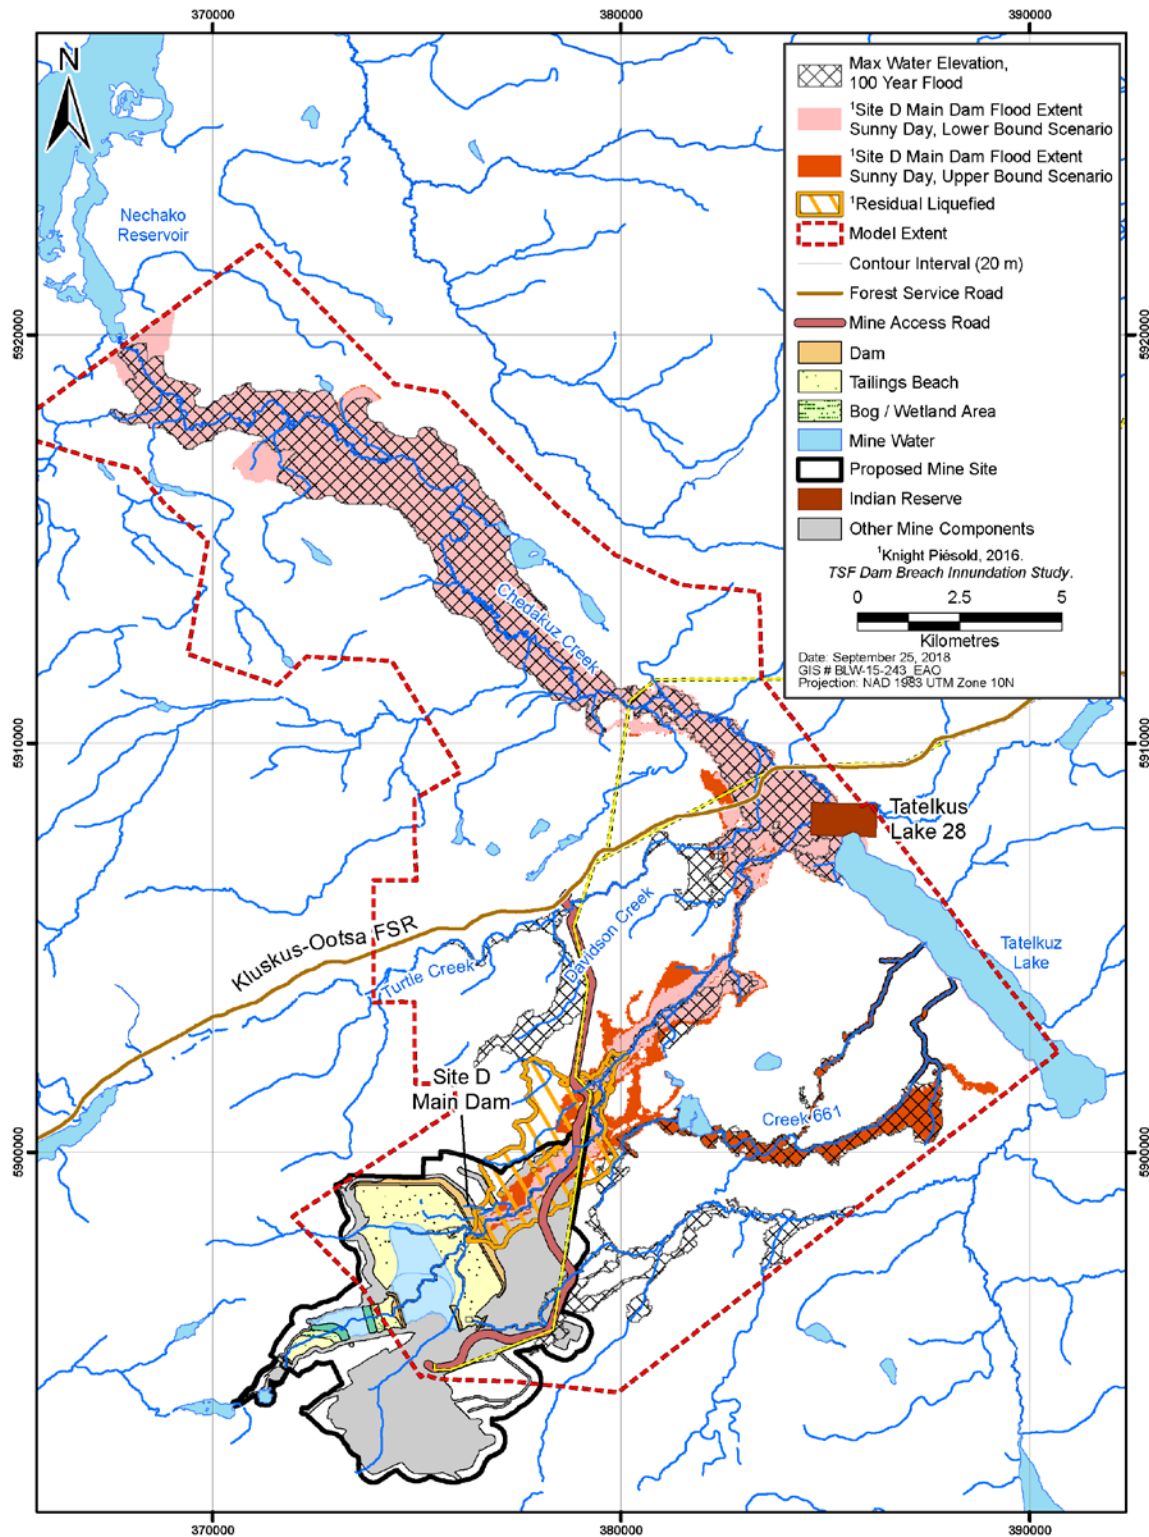 370000
380000
390000
N
Max Water Elevation,
100 Year Flood
¹Site D Main Dam Flood Extent
Sunny Day, Lower Bound Scenario
¹Site D Main Dam Flood Extent
Sunny Day, Upper Bound Scenario
¹Residual Liquefied
Model Extent
Contour Interval (20 m)
Forest Service Road
Mine Access Road
Dam
Tailings Beach
Bog / Wetland Area
Mine Water
Proposed Mine Site
Indian Reserve
Other Mine Components
¹Knight Piésold, 2016.
TSF Dam Breach Innundation Study.
0 2.5 5
Kilometres
Date: September 25, 2018
GIS # BLW-15-243_EAO
Projection: NAD 1983 UTM Zone 10N
Nechako
Reservoir
5920000
5920000
Chedakuz Creek
5910000
5910000
Tatelkus
Lake 28
Kluskus-Ootsa FSR
Davidson Creek
Turtle Creek
Tatelkuz
Lake
Site D
Main Dam
Creek 661
5900000
5900000
370000
380000
390000